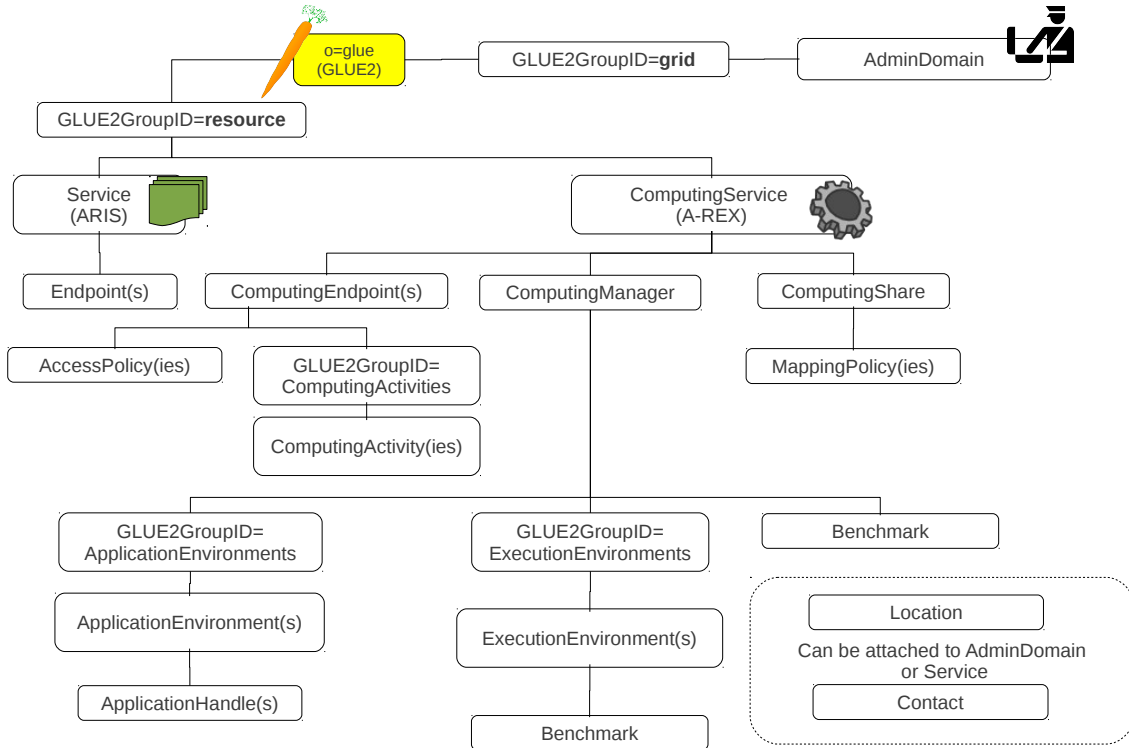 o=glue
(GLUE2)
GLUE2GroupID=grid
AdminDomain
GLUE2GroupID=resource
Service
(ARIS)
ComputingService
(A-REX)
Endpoint(s)
ComputingEndpoint(s)
ComputingManager
ComputingShare
AccessPolicy(ies)
GLUE2GroupID=
ComputingActivities
MappingPolicy(ies)
ComputingActivity(ies)
GLUE2GroupID=
ApplicationEnvironments
GLUE2GroupID=
ExecutionEnvironments
Benchmark
ApplicationEnvironment(s)
ExecutionEnvironment(s)
Location
Can be attached to AdminDomain
or Service
Contact
ApplicationHandle(s)
Benchmark